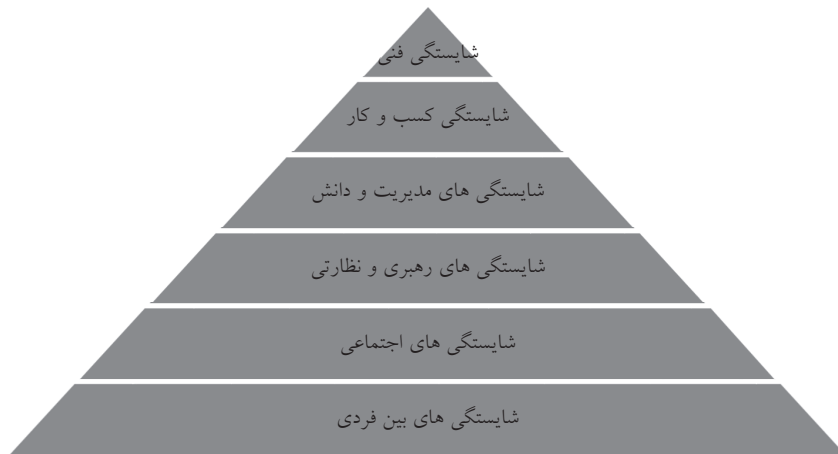 شایستگی فنی
شایستگی کسب و کار
شایستگی های مدیریت و دانش
شایستگی های رهبری و نظارتی
شایستگی های اجتماعی
شایستگی های بین فردی